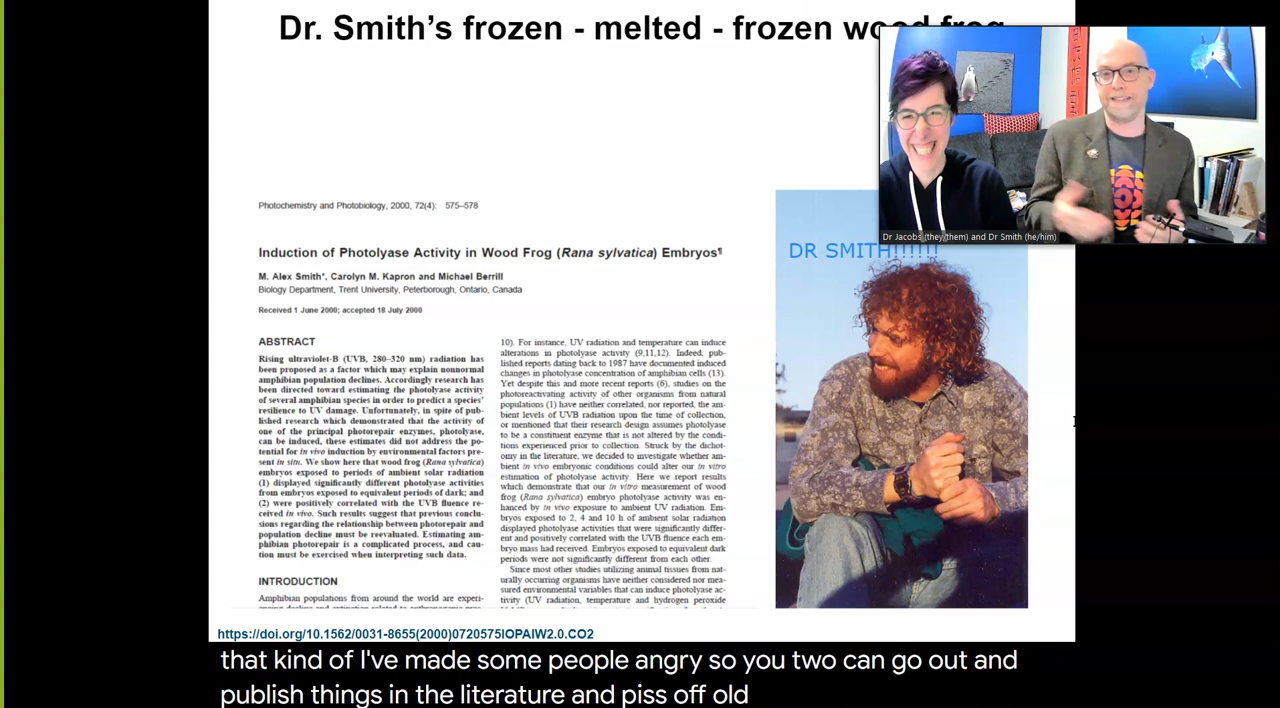 Dr. Smith's frozen - melted - frozen wood frog
Dr Jacobs (they/them) and Dr Smith (he/him)
DR SMITH!!!!!!
Photochemistry and Photobiology, 2000, 72(4): 575–578
Induction of Photolyase Activity in Wood Frog (Rana sylvatica) Embryos¶
M. Alex Smith*, Carolyn M. Kapron and Michael Berrill
Biology Department, Trent University, Peterborough, Ontario, Canada
Received 1 June 2000; accepted 18 July 2000
ABSTRACT
Rising ultraviolet-B (UVB, 280–320 nm) radiation has
been proposed as a factor which may explain nonnormal
amphibian population declines. Accordingly research has
been directed toward estimating the photolyase activity
of several amphibian species in order to predict a species'
resilience to UV damage. Unfortunately, in spite of pub-
lished research which demonstrated that the activity of
one of the principal photorepair enzymes, photolyase,
can be induced, these estimates did not address the po-
tential for in vivo induction by environmental factors pre-
sent in situ. We show here that wood frog (Rana sylvatica)
embryos exposed to periods of ambient solar radiation
(1) displayed significantly different photolyase activities
from embryos exposed to equivalent periods of dark; and
(2) were positively correlated with the UVB fluence re-
ceived in vivo. Such results suggest that previous conclu-
sions regarding the relationship between photorepair and
population decline must be reevaluated. Estimating am-
phibian photorepair is a complicated process, and cau-
tion must be exercised when interpreting such data.
INTRODUCTION
Amphibian populations from around the world are experi-
10). For instance, UV radiation and temperature can induce
alterations in photolyase activity (9,11,12). Indeed, pub-
lished reports dating back to 1987 have documented induced
changes in photolyase concentration of amphibian cells (13).
Yet despite this and more recent reports (6), studies on the
photoreactivating activity of other organisms from natural
populations (1) have neither correlated, nor reported, the am-
bient levels of UVB radiation upon the time of collection,
or mentioned that their research design assumes photolyase
to be a constituent enzyme that is not altered by the condi-
tions experienced prior to collection. Struck by the dichot-
omy in the literature, we decided to investigate whether am-
bient in vivo embryonic conditions could alter our in vitro
estimation of photolyase activity. Here we report results
which demonstrate that our in vitro measurement of wood
frog (Rana sylvatica) embryo photolyase activity was en-
hanced by in vivo exposure to ambient UV radiation. Em-
bryos exposed to 2, 4 and 10 h of ambient solar radiation
displayed photolyase activities that were significantly differ-
ent and positively correlated with the UVB fluence each em-
bryo mass had received. Embryos exposed to equivalent dark
periods were not significantly different from each other.
Since most other studies utilizing animal tissues from nat-
urally occurring organisms have neither considered nor mea-
sured environmental variables that can induce photolyase ac-
tivity (UV radiation, temperature and hydrogen peroxide
https://doi.org/10.1562/0031-8655(2000)0720575IOPAIW2.0.CO2
that kind of I've made some people angry so you two can go out and
publish things in the literature and piss off old